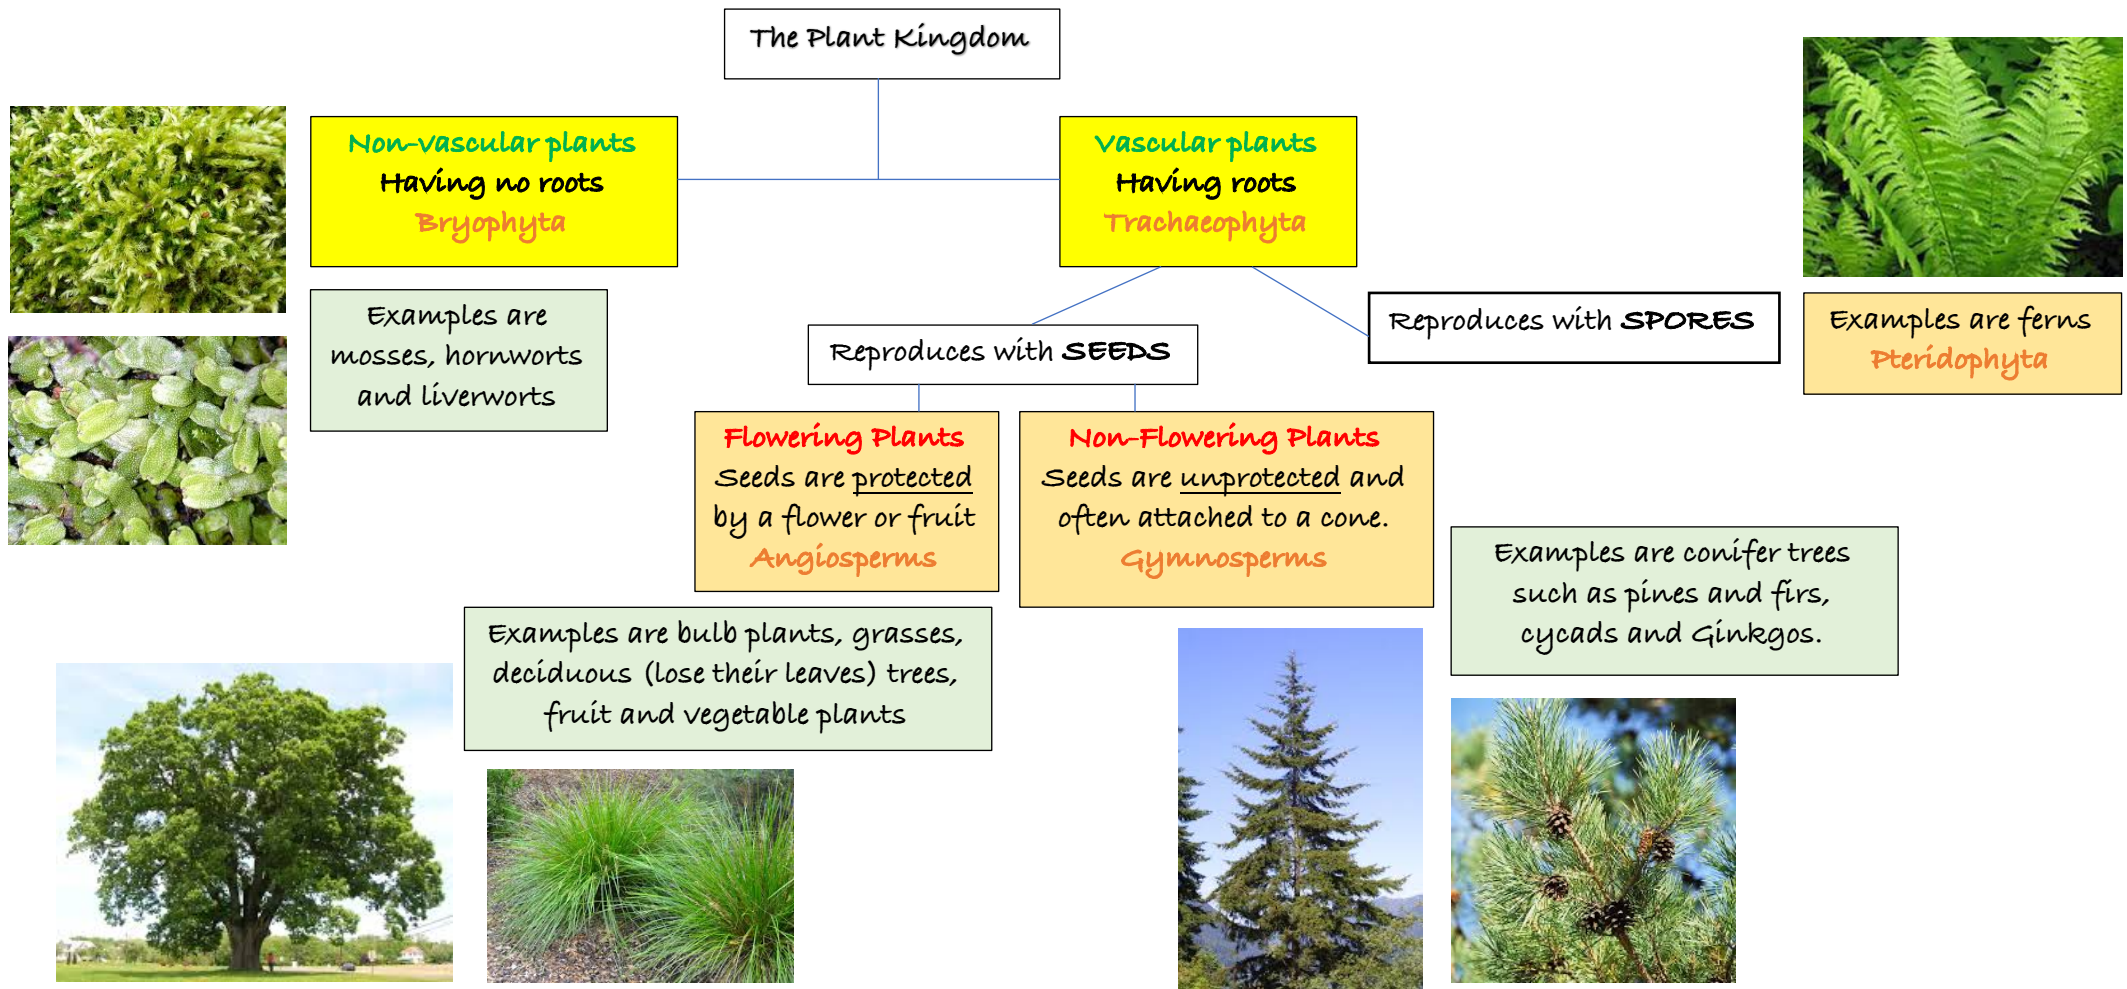 The Plant Kingdom
Non-vascular plants
Having no roots
Bryophyta
Vascular plants
Having roots
Trachaeophyta
Examples are
mosses, hornworts
and liverworts
Reproduces with SEEDS
Reproduces with SPORES
Examples are ferns
Pteridophyta
Flowering Plants
Seeds are protected
by a flower or fruit
Angiosperms
Non-Flowering Plants
Seeds are unprotected and
often attached to a cone.
Gymnosperms
Examples are conifer trees
such as pines and firs,
cycads and Ginkgos.
Examples are bulb plants, grasses,
deciduous (lose their leaves) trees,
fruit and vegetable plants